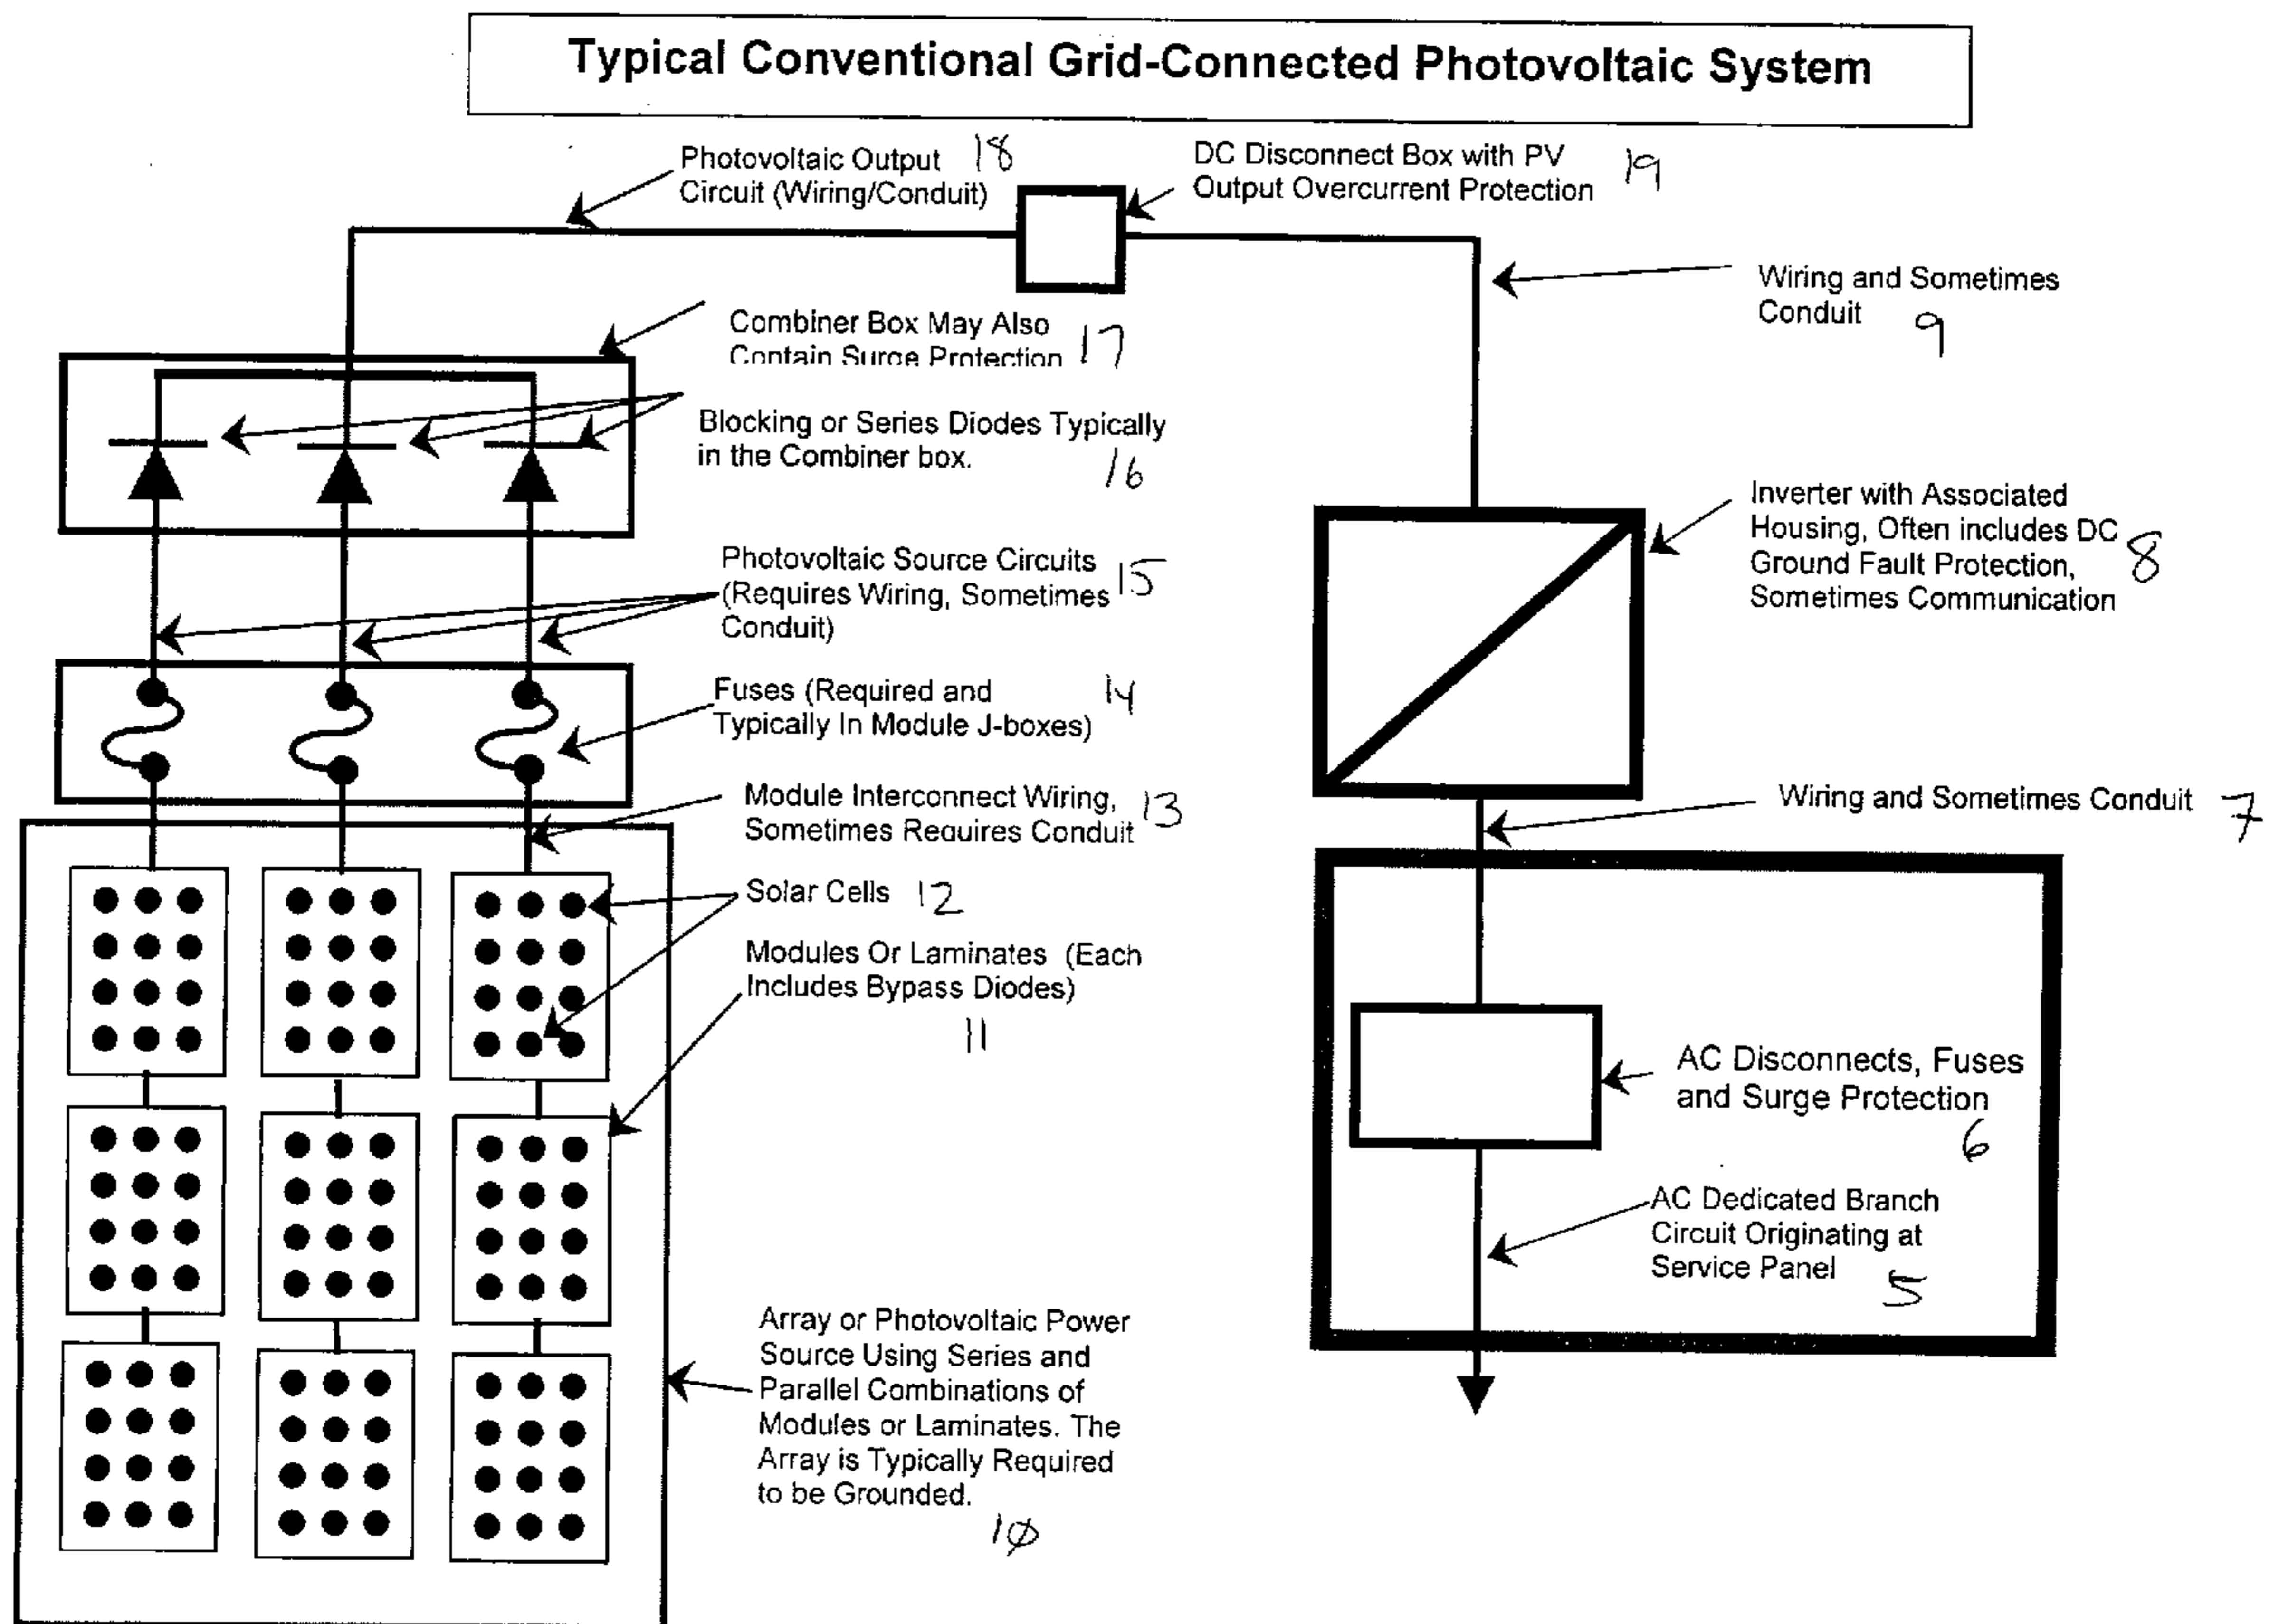 Typical Conventional Grid-Connected Photovoltaic System
Photovoltaic Output 18
Circuit (Wiring/Conduit)
DC Disconnect Box with PV
Output Overcurrent Protection 19
Wiring and Sometimes
Conduit 9
Combiner Box May Also
Contain Surge Protection 17
Blocking or Series Diodes Typically
in the Combiner box.
16
Inverter with Associated
Housing, Often includes DC
Ground Fault Protection, 8
Sometimes Communication
Photovoltaic Source Circuits
(Requires Wiring, Sometimes 15
Conduit)
Fuses (Required and 14
Typically In Module J-boxes)
Module Interconnect Wiring,
Sometimes Requires Conduit 13
Wiring and Sometimes Conduit 7
Solar Cells 12
Modules Or Laminates (Each
Includes Bypass Diodes)
11
AC Disconnects, Fuses
and Surge Protection
6
AC Dedicated Branch
Circuit Originating at
Service Panel 5
Array or Photovoltaic Power
Source Using Series and
Parallel Combinations of
Modules or Laminates. The
Array is Typically Required
to be Grounded.
10